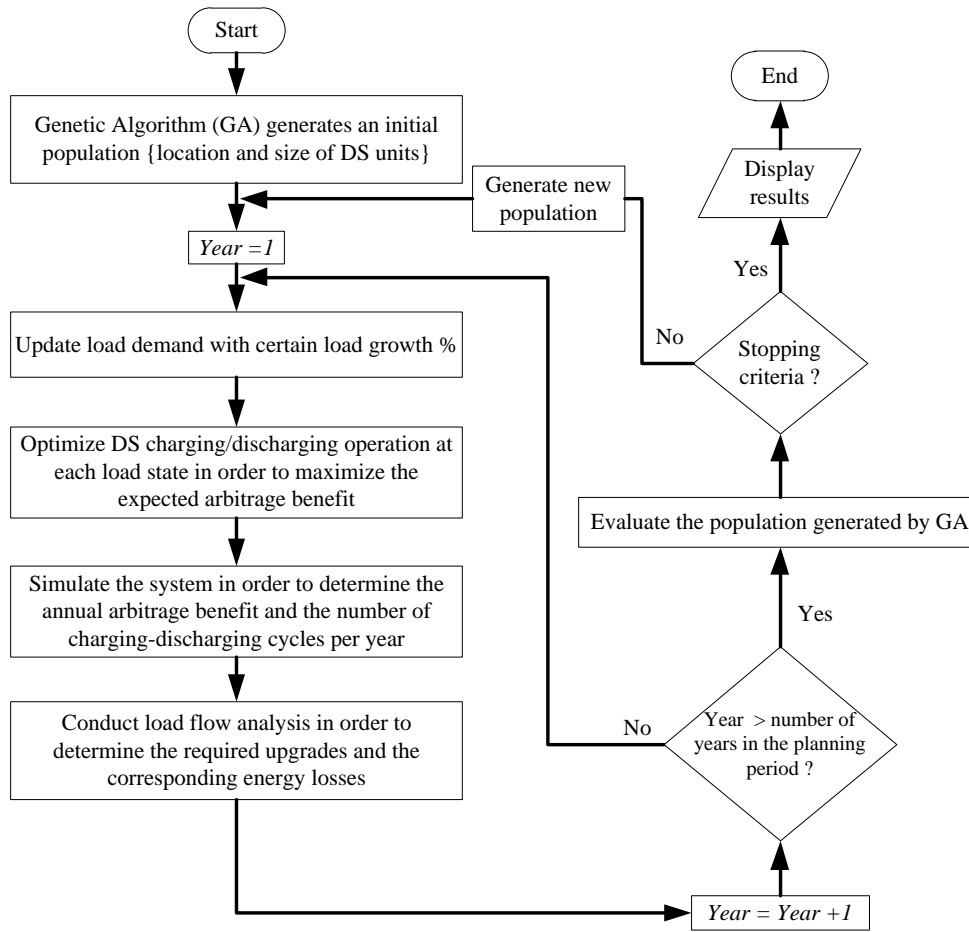 Start
Genetic Algorithm (GA) generates an initial
population {location and size of DS units}
Year =1
Update load demand with certain load growth %
Optimize DS charging/discharging operation at
each load state in order to maximize the
expected arbitrage benefit
Simulate the system in order to determine the
annual arbitrage benefit and the number of
charging-discharging cycles per year
Conduct load flow analysis in order to
determine the required upgrades and the
corresponding energy losses
Year = Year +1
Year > number of
years in the planning
period ?
No
Yes
Evaluate the population generated by GA
Stopping
criteria ?
No
Generate new
population
Yes
Display
results
End